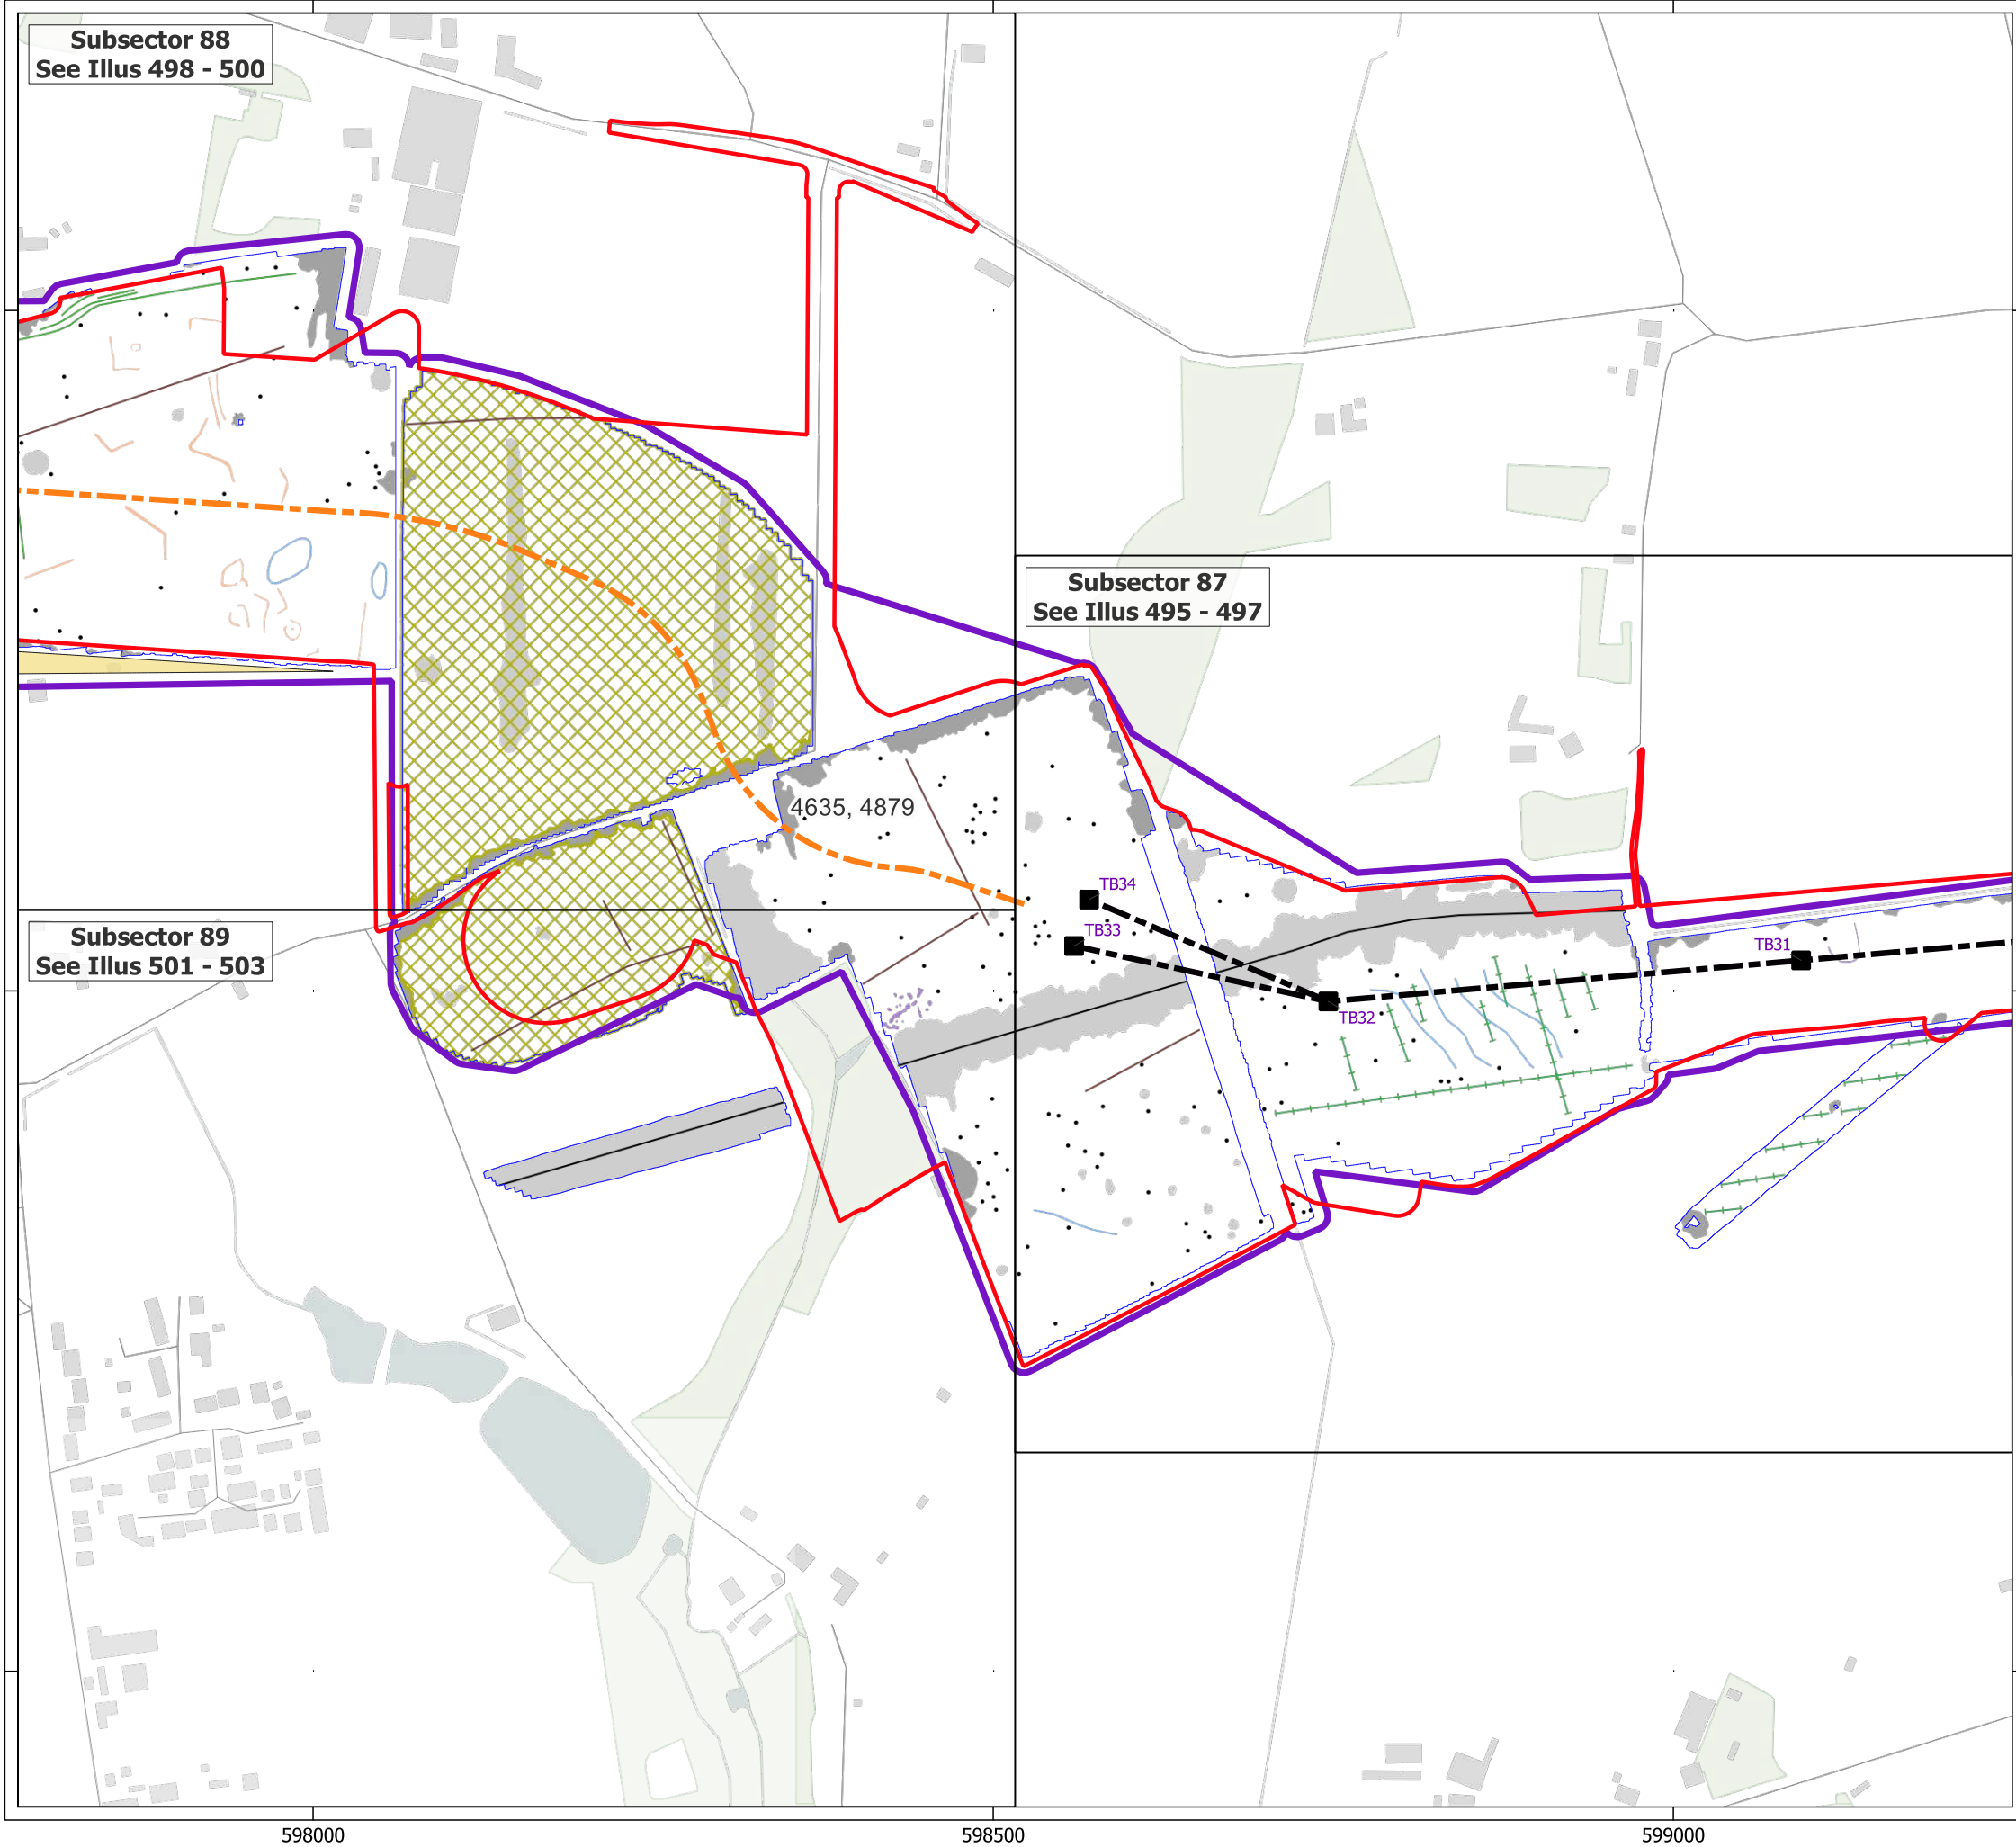 Subsector 88
See Illus 498 - 500
Subsector 87
See Illus 495 - 497
4635, 4879
TB34
Subsector 89
See Illus 501 - 503
TB33
TB31
TB32
598000
598500
599000